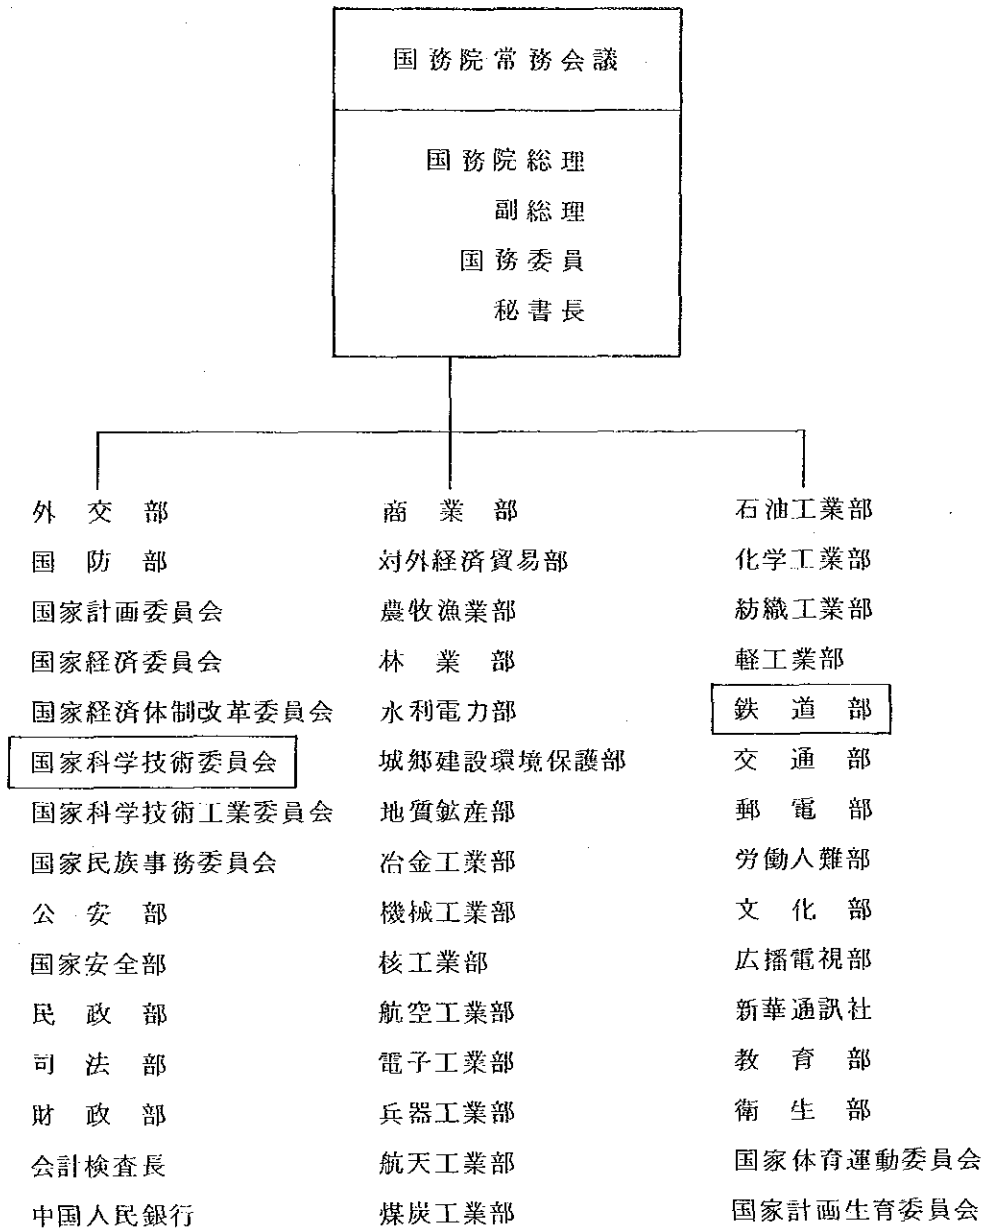 国務院常務会議
国務院総理
副総理
国務委員
秘書長
外交部
国防部
国家計画委員会
国家経済委員会
国家経済体制改革委員会
国家科学技術委員会
国家科学技術工業委員会
国家民族事務委員会
公安部
国家安全部
民政部
司法部
財政部
会計検査長
中国人民銀行
商業部
対外経済貿易部
農牧漁業部
林業部
水利電力部
城郷建設環境保護部
地質鉱産部
冶金工業部
機械工業部
核工業部
航空工業部
電子工業部
兵器工業部
航天工業部
煤炭工業部
石油工業部
化学工業部
紡織工業部
軽工業部
鉄道部
交通部
郵電部
労働人難部
文化部
広播電視部
新華通訊社
教育部
衛生部
国家体育運動委員会
国家計画生育委員会